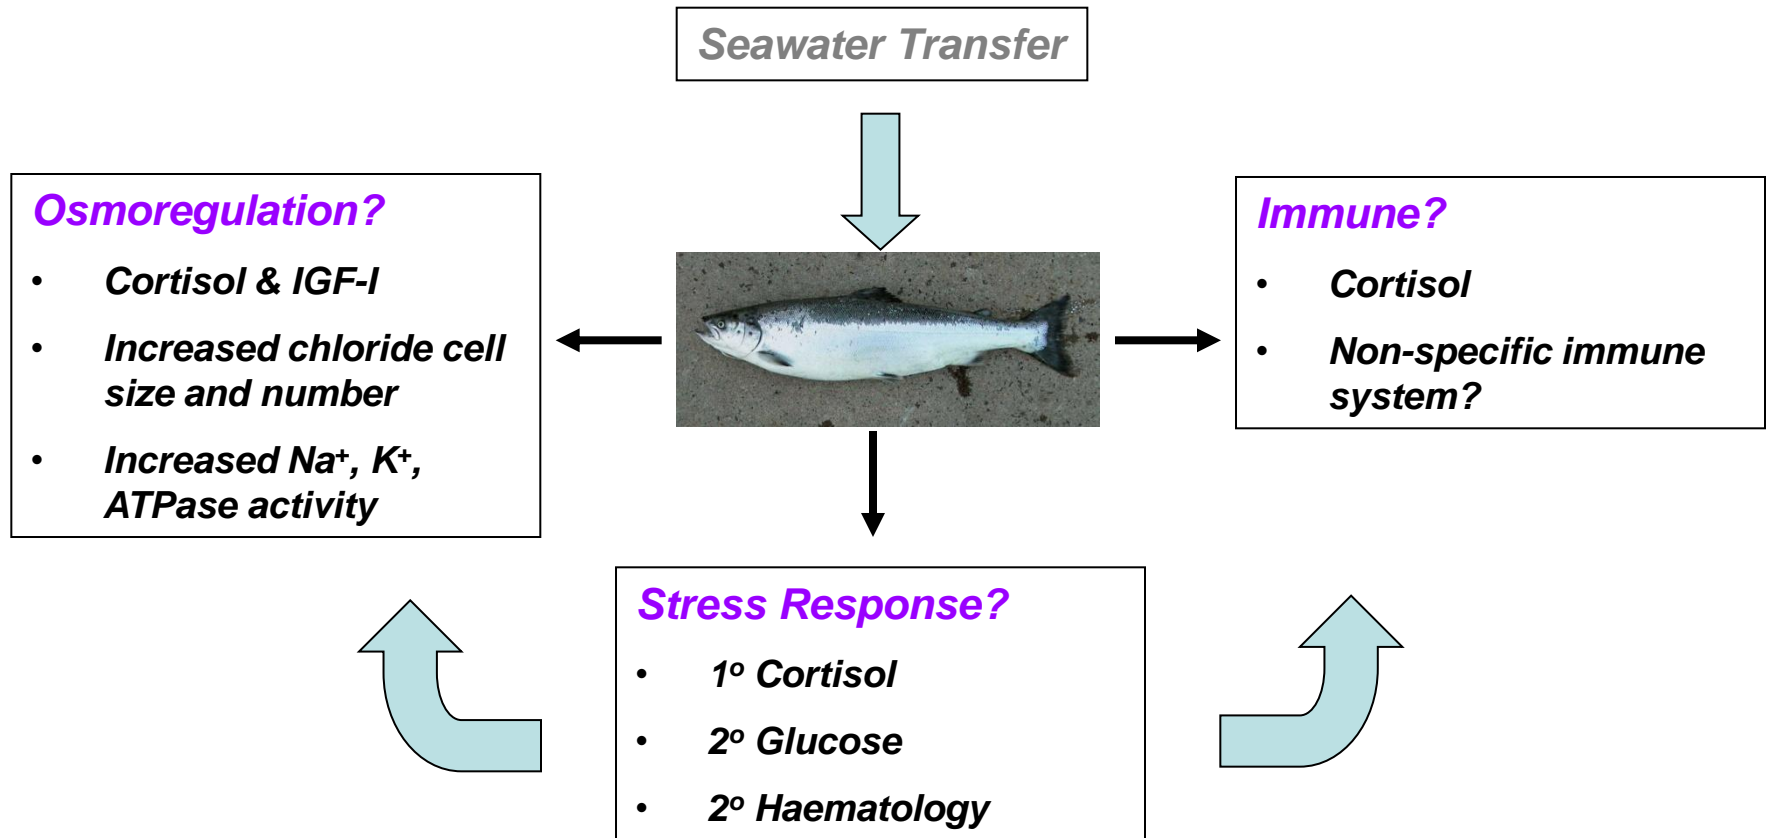 Seawater Transfer
Osmoregulation?
• Cortisol & IGF-I
• Increased chloride cell
size and number
• Increased Na⁺, K⁺,
ATPase activity
Immune?
• Cortisol
• Non-specific immune
system?
Stress Response?
• 1º Cortisol
• 2º Glucose
• 2º Haematology